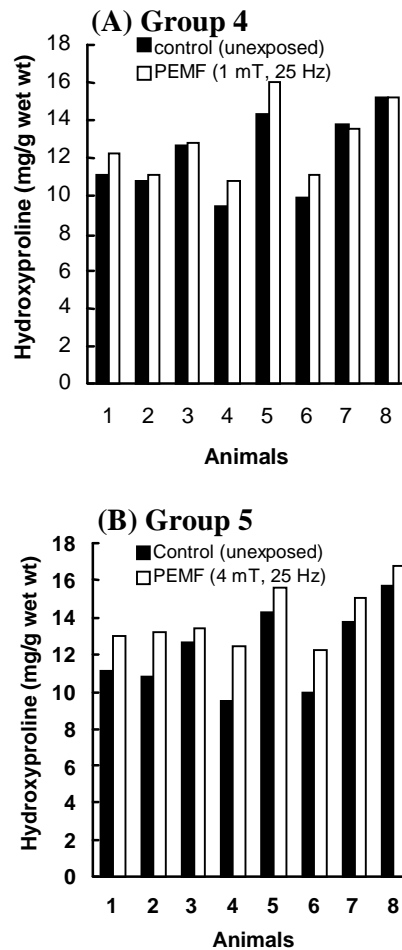 (A) Group 4
control (unexposed)
PEMF (1 mT, 25 Hz)
Hydroxyproline (mg/g wet wt)
18
16
14
12
10
8
6
4
2
0
1 2 3 4 5 6 7 8
Animals
(B) Group 5
Control (unexposed)
PEMF (4 mT, 25 Hz)
Hydroxyproline (mg/g wet wt)
18
16
14
12
10
8
6
4
2
0
1 2 3 4 5 6 7 8
Animals